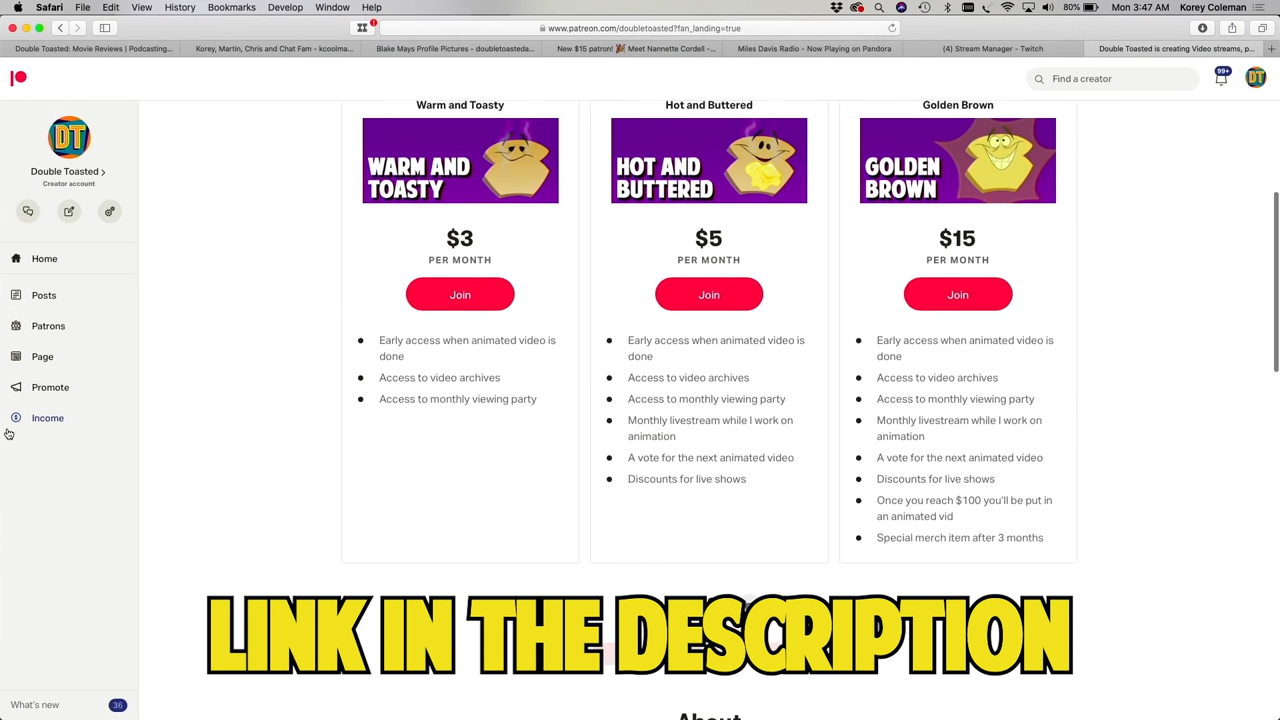 Safari File Edit View History Bookmarks Develop Window Help 80% Mon 3:47 AM Korey Coleman
www.patreon.com/doubletoasted?fan_landing=true
Double Toasted: Movie Reviews | Podcasting... Korey, Martin, Chris and Chat Fam - kcoolma... Blake Mays Profile Pictures - doubletoasteda... New $15 patron! 🎉 Meet Nannette Cordell -... Miles Davis Radio - Now Playing on Pandora (4) Stream Manager - Twitch Double Toasted is creating Video streams, p...
Find a creator
99+
DT
DT
Double Toasted
Creator account
Home
Posts
Patrons
Page
Promote
Income
What's new 36
Warm and Toasty
WARM AND
TOASTY
$3
PER MONTH
Join
Early access when animated video is
done
Access to video archives
Access to monthly viewing party
Hot and Buttered
HOT AND
BUTTERED
$5
PER MONTH
Join
Early access when animated video is
done
Access to video archives
Access to monthly viewing party
Monthly livestream while I work on
animation
A vote for the next animated video
Discounts for live shows
Golden Brown
GOLDEN
BROWN
$15
PER MONTH
Join
Early access when animated video is
done
Access to video archives
Access to monthly viewing party
Monthly livestream while I work on
animation
A vote for the next animated video
Discounts for live shows
Once you reach $100 you'll be put in
an animated vid
Special merch item after 3 months
LINK IN THE DESCRIPTION
About